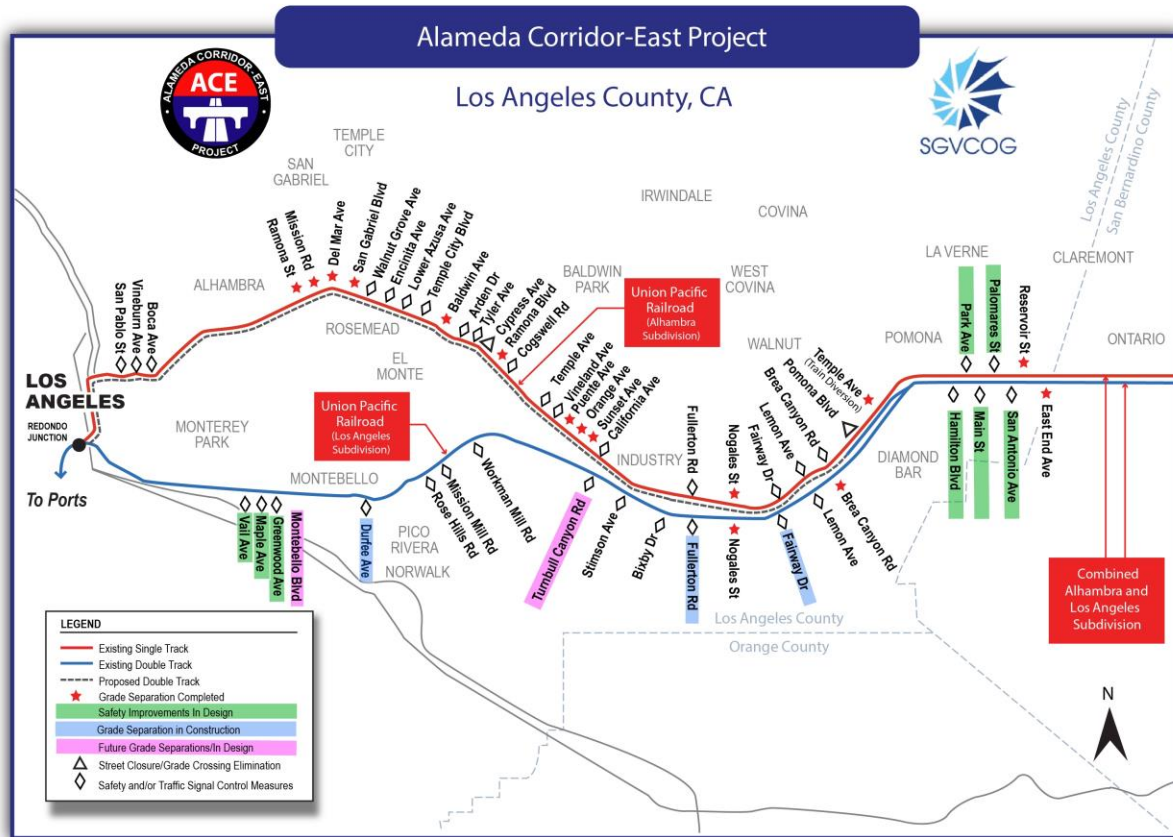 Alameda Corridor-East Project
Los Angeles County, CA
ALAMEDA CORRIDOR-EAST
ACE
PROJECT
SGVCOG
Los Angeles County
San Bernardino County
TEMPLE
CITY
SAN
GABRIEL
ALHAMBRA
ROSEMEAD
EL
MONTE
MONTEREY
PARK
MONTEBELLO
PICO
RIVERA
NORWALK
IRWINDALE
COVINA
BALDWIN
PARK
WEST
COVINA
INDUSTRY
WALNUT
DIAMOND
BAR
POMONA
LA VERNE
CLAREMONT
ONTARIO
LOS
ANGELES
REDONDO
JUNCTION
To Ports
San Pablo St
Vineburn Ave
Boca Ave
Ramona St
Mission Rd
Del Mar Ave
San Gabriel Blvd
Walnut Grove Ave
Encinita Ave
Lower Azusa Ave
Temple City Blvd
Baldwin Ave
Arden Dr
Tyler Ave
Cypress Ave
Ramona Blvd
Cogswell Rd
Union Pacific
Railroad
(Alhambra
Subdivision)
Temple Ave
Vineland Ave
Puente Ave
Orange Ave
Sunset Ave
California Ave
Fullerton Rd
Nogales St
Fairway Dr
Lemon Ave
Brea Canyon Rd
Pomona Blvd
Temple Ave
(Train Diversion)
Park Ave
Palomares St
Reservoir St
Union Pacific
Railroad
(Los Angeles
Subdivision)
Vail Ave
Maple Ave
Greenwood Ave
Montebello Blvd
Durfee Ave
Rose Hills Rd
Mission Mill Rd
Workman Mill Rd
Turnbull Canyon Rd
Stimson Ave
Bixby Dr
Fullerton Rd
Nogales St
Fairway Dr
Lemon Ave
Brea Canyon Rd
Hamilton Blvd
Main St
San Antonio Ave
East End Ave
Combined
Alhambra and
Los Angeles
Subdivision
Los Angeles County
Orange County
N
LEGEND
Existing Single Track
Existing Double Track
Proposed Double Track
Grade Separation Completed
Safety Improvements In Design
Grade Separation in Construction
Future Grade Separations/In Design
Street Closure/Grade Crossing Elimination
Safety and/or Traffic Signal Control Measures